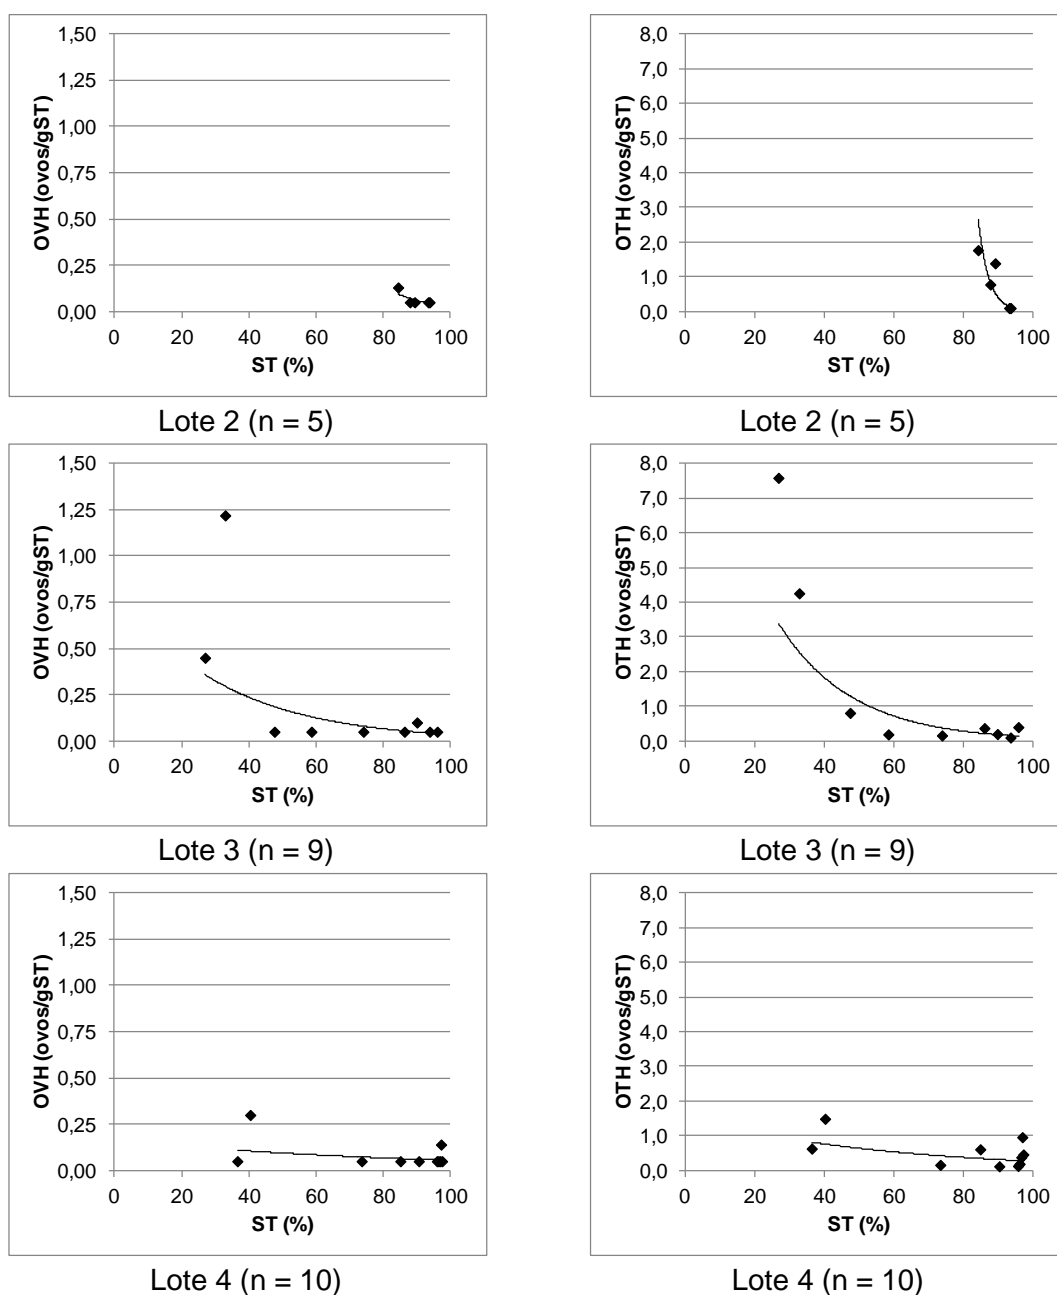 1,50
1,25
1,00
0,75
0,50
0,25
0,00
OVH (ovos/gST)
0 20 40 60 80 100
ST (%)
Lote 2 (n = 5)
8,0
7,0
6,0
5,0
4,0
3,0
2,0
1,0
0,0
OTH (ovos/gST)
0 20 40 60 80 100
ST (%)
Lote 2 (n = 5)
1,50
1,25
1,00
0,75
0,50
0,25
0,00
OVH (ovos/gST)
0 20 40 60 80 100
ST (%)
Lote 3 (n = 9)
8,0
7,0
6,0
5,0
4,0
3,0
2,0
1,0
0,0
OTH (ovos/gST)
0 20 40 60 80 100
ST (%)
Lote 3 (n = 9)
1,50
1,25
1,00
0,75
0,50
0,25
0,00
OVH (ovos/gST)
0 20 40 60 80 100
ST (%)
Lote 4 (n = 10)
8,0
7,0
6,0
5,0
4,0
3,0
2,0
1,0
0,0
OTH (ovos/gST)
0 20 40 60 80 100
ST (%)
Lote 4 (n = 10)